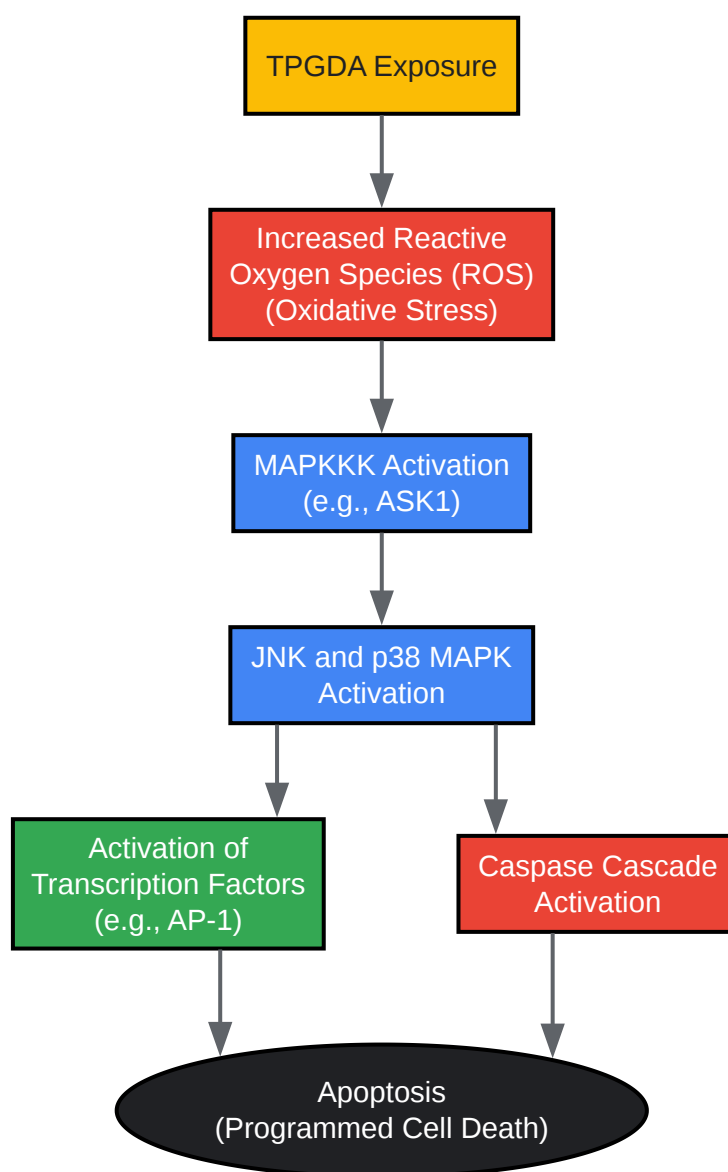 TPGDA Exposure
Increased Reactive
Oxygen Species (ROS)
(Oxidative Stress)
MAPKKK Activation
(e.g., ASK1)
JNK and p38 MAPK
Activation
Activation of
Transcription Factors
(e.g., AP-1)
Caspase Cascade
Activation
Apoptosis
(Programmed Cell Death)